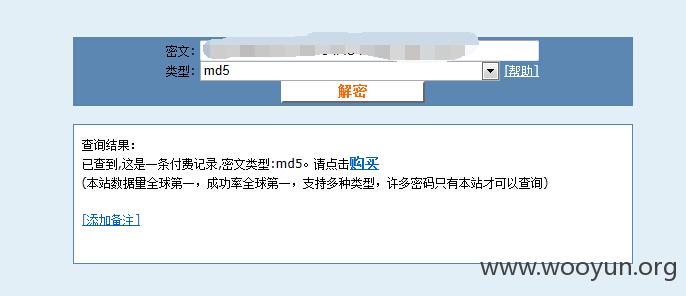 密文:
类型: md5 [帮助]
解密
查询结果:
已查到,这是一条付费记录,密文类型:md5。请点击购买
(本站数据量全球第一，成功率全球第一，支持多种类型，许多密码只有本站才可以查询)
[添加备注]
www.wooyun.org